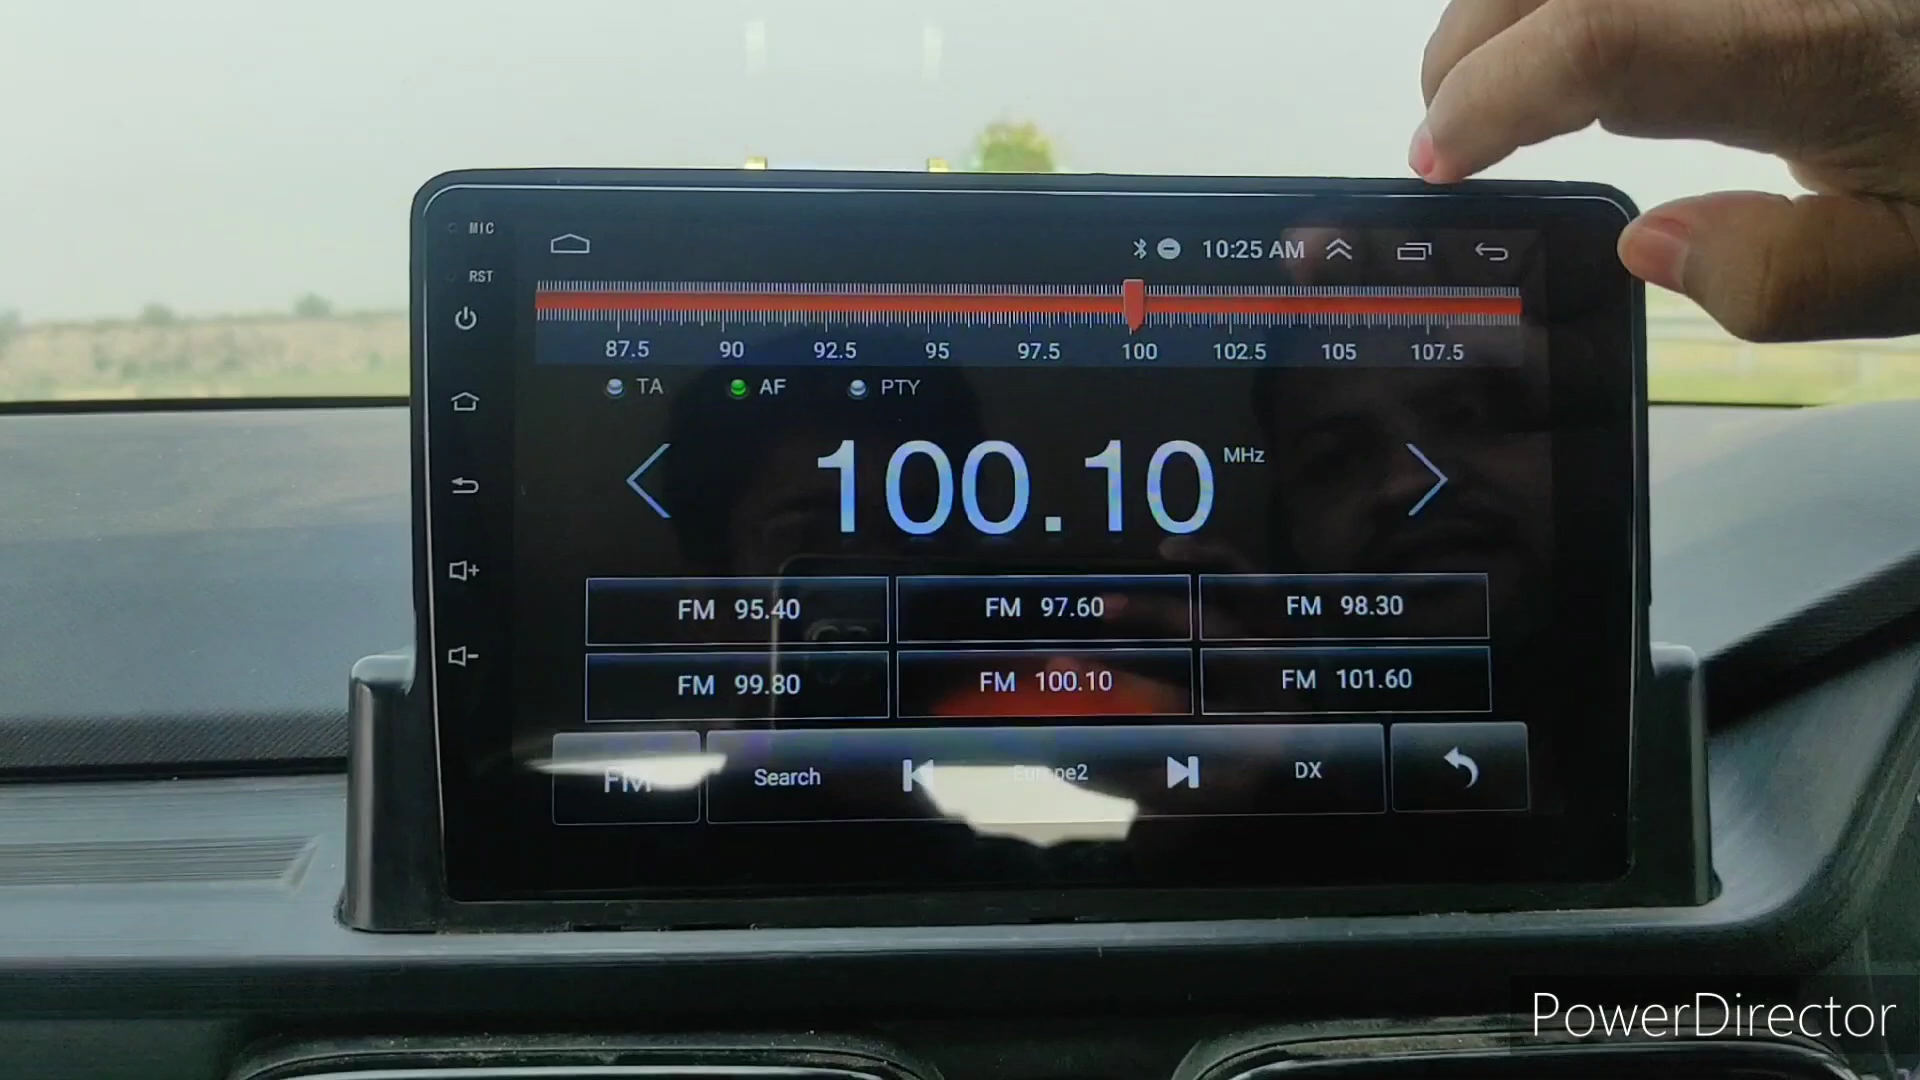 MIC
RST
10:25 AM
87.5 90 92.5 95 97.5 100 102.5 105 107.5
TA AF PTY
100.10 MHz
FM 95.40 FM 97.60 FM 98.30
FM 99.80 FM 100.10 FM 101.60
FM Search Europe2 DX
PowerDirector